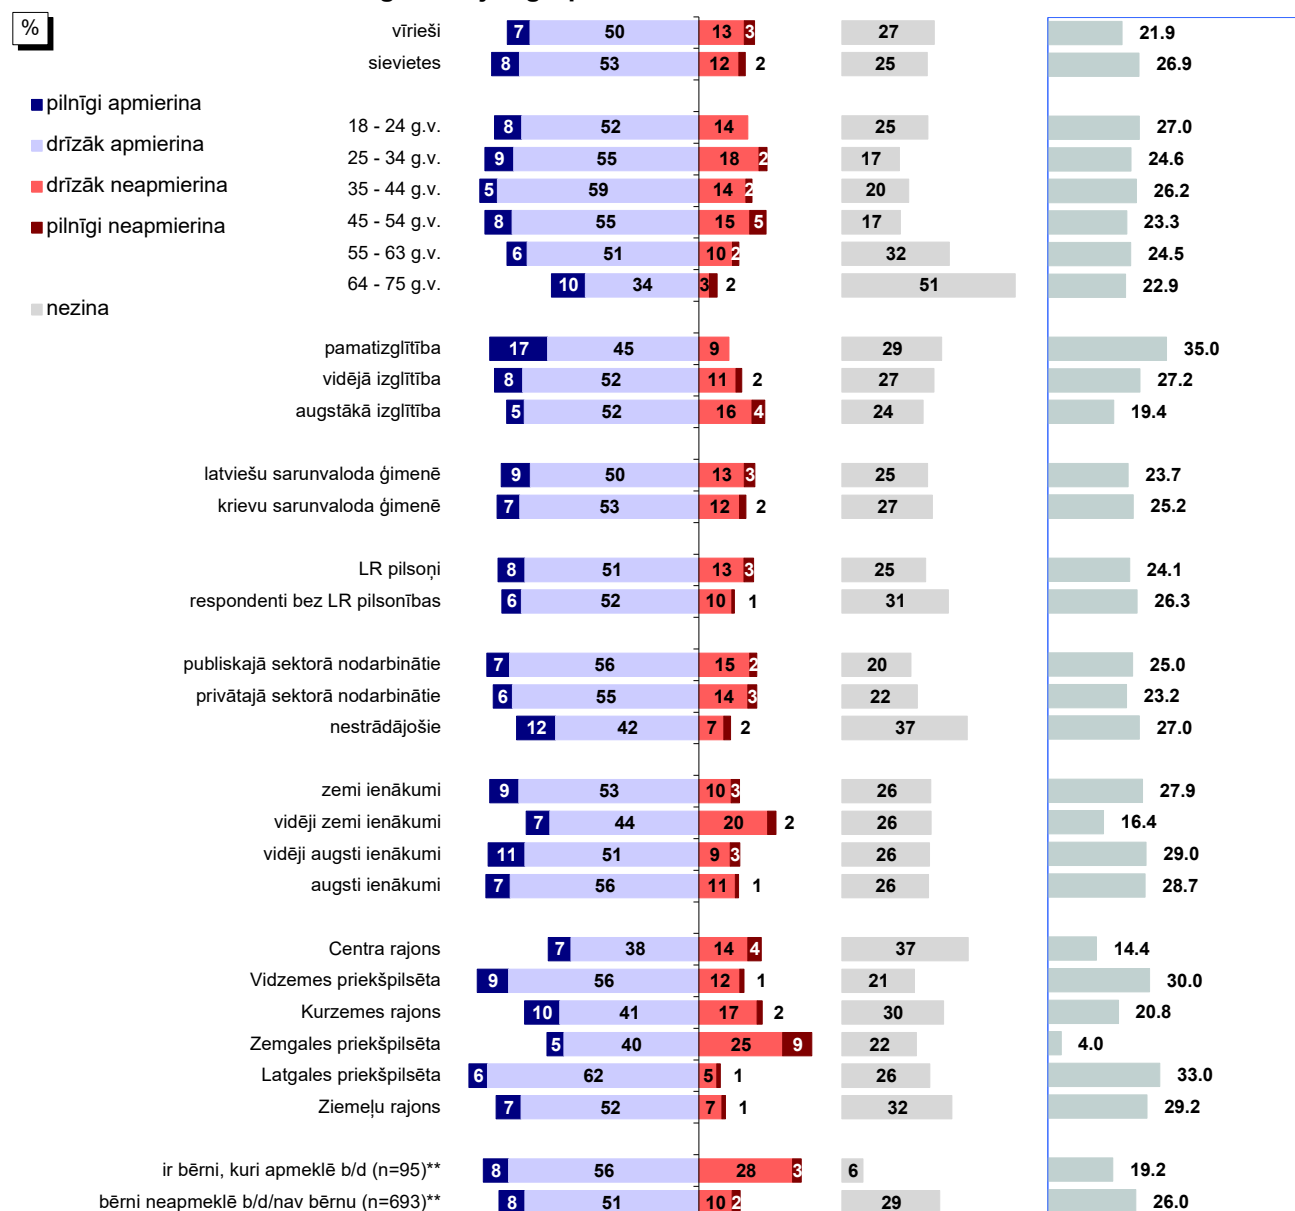 %
pilnīgi apmierina
drīzāk apmierina
drīzāk neapmierina
pilnīgi neapmierina
nezina
vīrieši 7 50 13 3 27 21.9
sievietes 8 53 12 2 25 26.9
18 - 24 g.v. 8 52 14 25 27.0
25 - 34 g.v. 9 55 18 2 17 24.6
35 - 44 g.v. 5 59 14 2 20 26.2
45 - 54 g.v. 8 55 15 5 17 23.3
55 - 63 g.v. 6 51 10 2 32 24.5
64 - 75 g.v. 10 34 3 2 51 22.9
pamatizglītība 17 45 9 29 35.0
vidējā izglītība 8 52 11 2 27 27.2
augstākā izglītība 5 52 16 4 24 19.4
latviešu sarunvaloda ģimenē 9 50 13 3 25 23.7
krievu sarunvaloda ģimenē 7 53 12 2 27 25.2
LR pilsoņi 8 51 13 3 25 24.1
respondenti bez LR pilsonības 6 52 10 1 31 26.3
publiskajā sektorā nodarbinātie 7 56 15 2 20 25.0
privātajā sektorā nodarbinātie 6 55 14 3 22 23.2
nestrādājošie 12 42 7 2 37 27.0
zemi ienākumi 9 53 10 3 26 27.9
vidēji zemi ienākumi 7 44 20 2 26 16.4
vidēji augsti ienākumi 11 51 9 3 26 29.0
augsti ienākumi 7 56 11 1 26 28.7
Centra rajons 7 38 14 4 37 14.4
Vidzemes priekšpilsēta 9 56 12 1 21 30.0
Kurzemes rajons 10 41 17 2 30 20.8
Zemgales priekšpilsēta 5 40 25 9 22 4.0
Latgales priekšpilsēta 6 62 5 1 26 33.0
Ziemeļu rajons 7 52 7 1 32 29.2
ir bērni, kuri apmeklē b/d (n=95)** 8 56 28 3 6 19.2
bērni neapmeklē b/d/nav bērnu (n=693)** 8 51 10 2 29 26.0